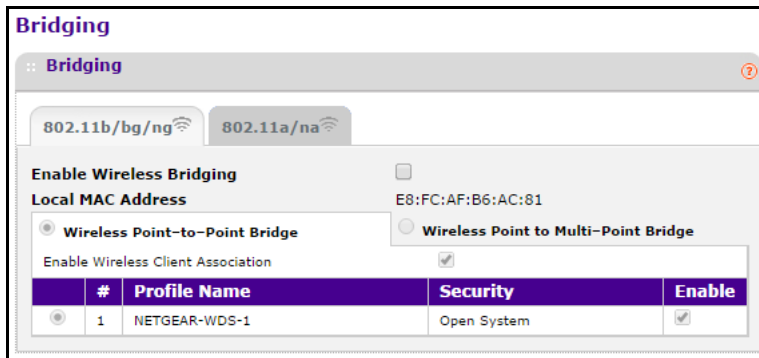 Bridging
:: Bridging ?
802.11b/bg/ng 802.11a/na
Enable Wireless Bridging
Local MAC Address E8:FC:AF:B6:AC:81
Wireless Point-to-Point Bridge Wireless Point to Multi-Point Bridge
Enable Wireless Client Association
# Profile Name Security Enable
1 NETGEAR-WDS-1 Open System